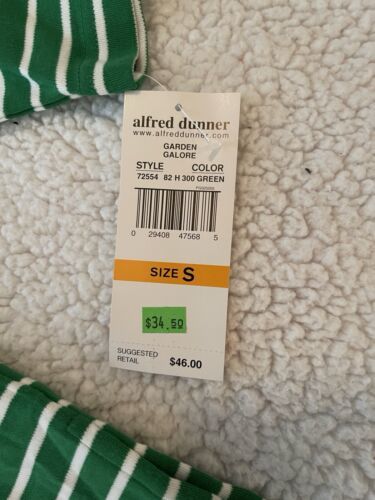 alfred dunner
www.alfreddunner.com
GARDEN
GALORE
STYLE COLOR
72554 82 H 300 GREEN
0 29408 47568 5
SIZE S
$34.50
SUGGESTED
RETAIL $46.00